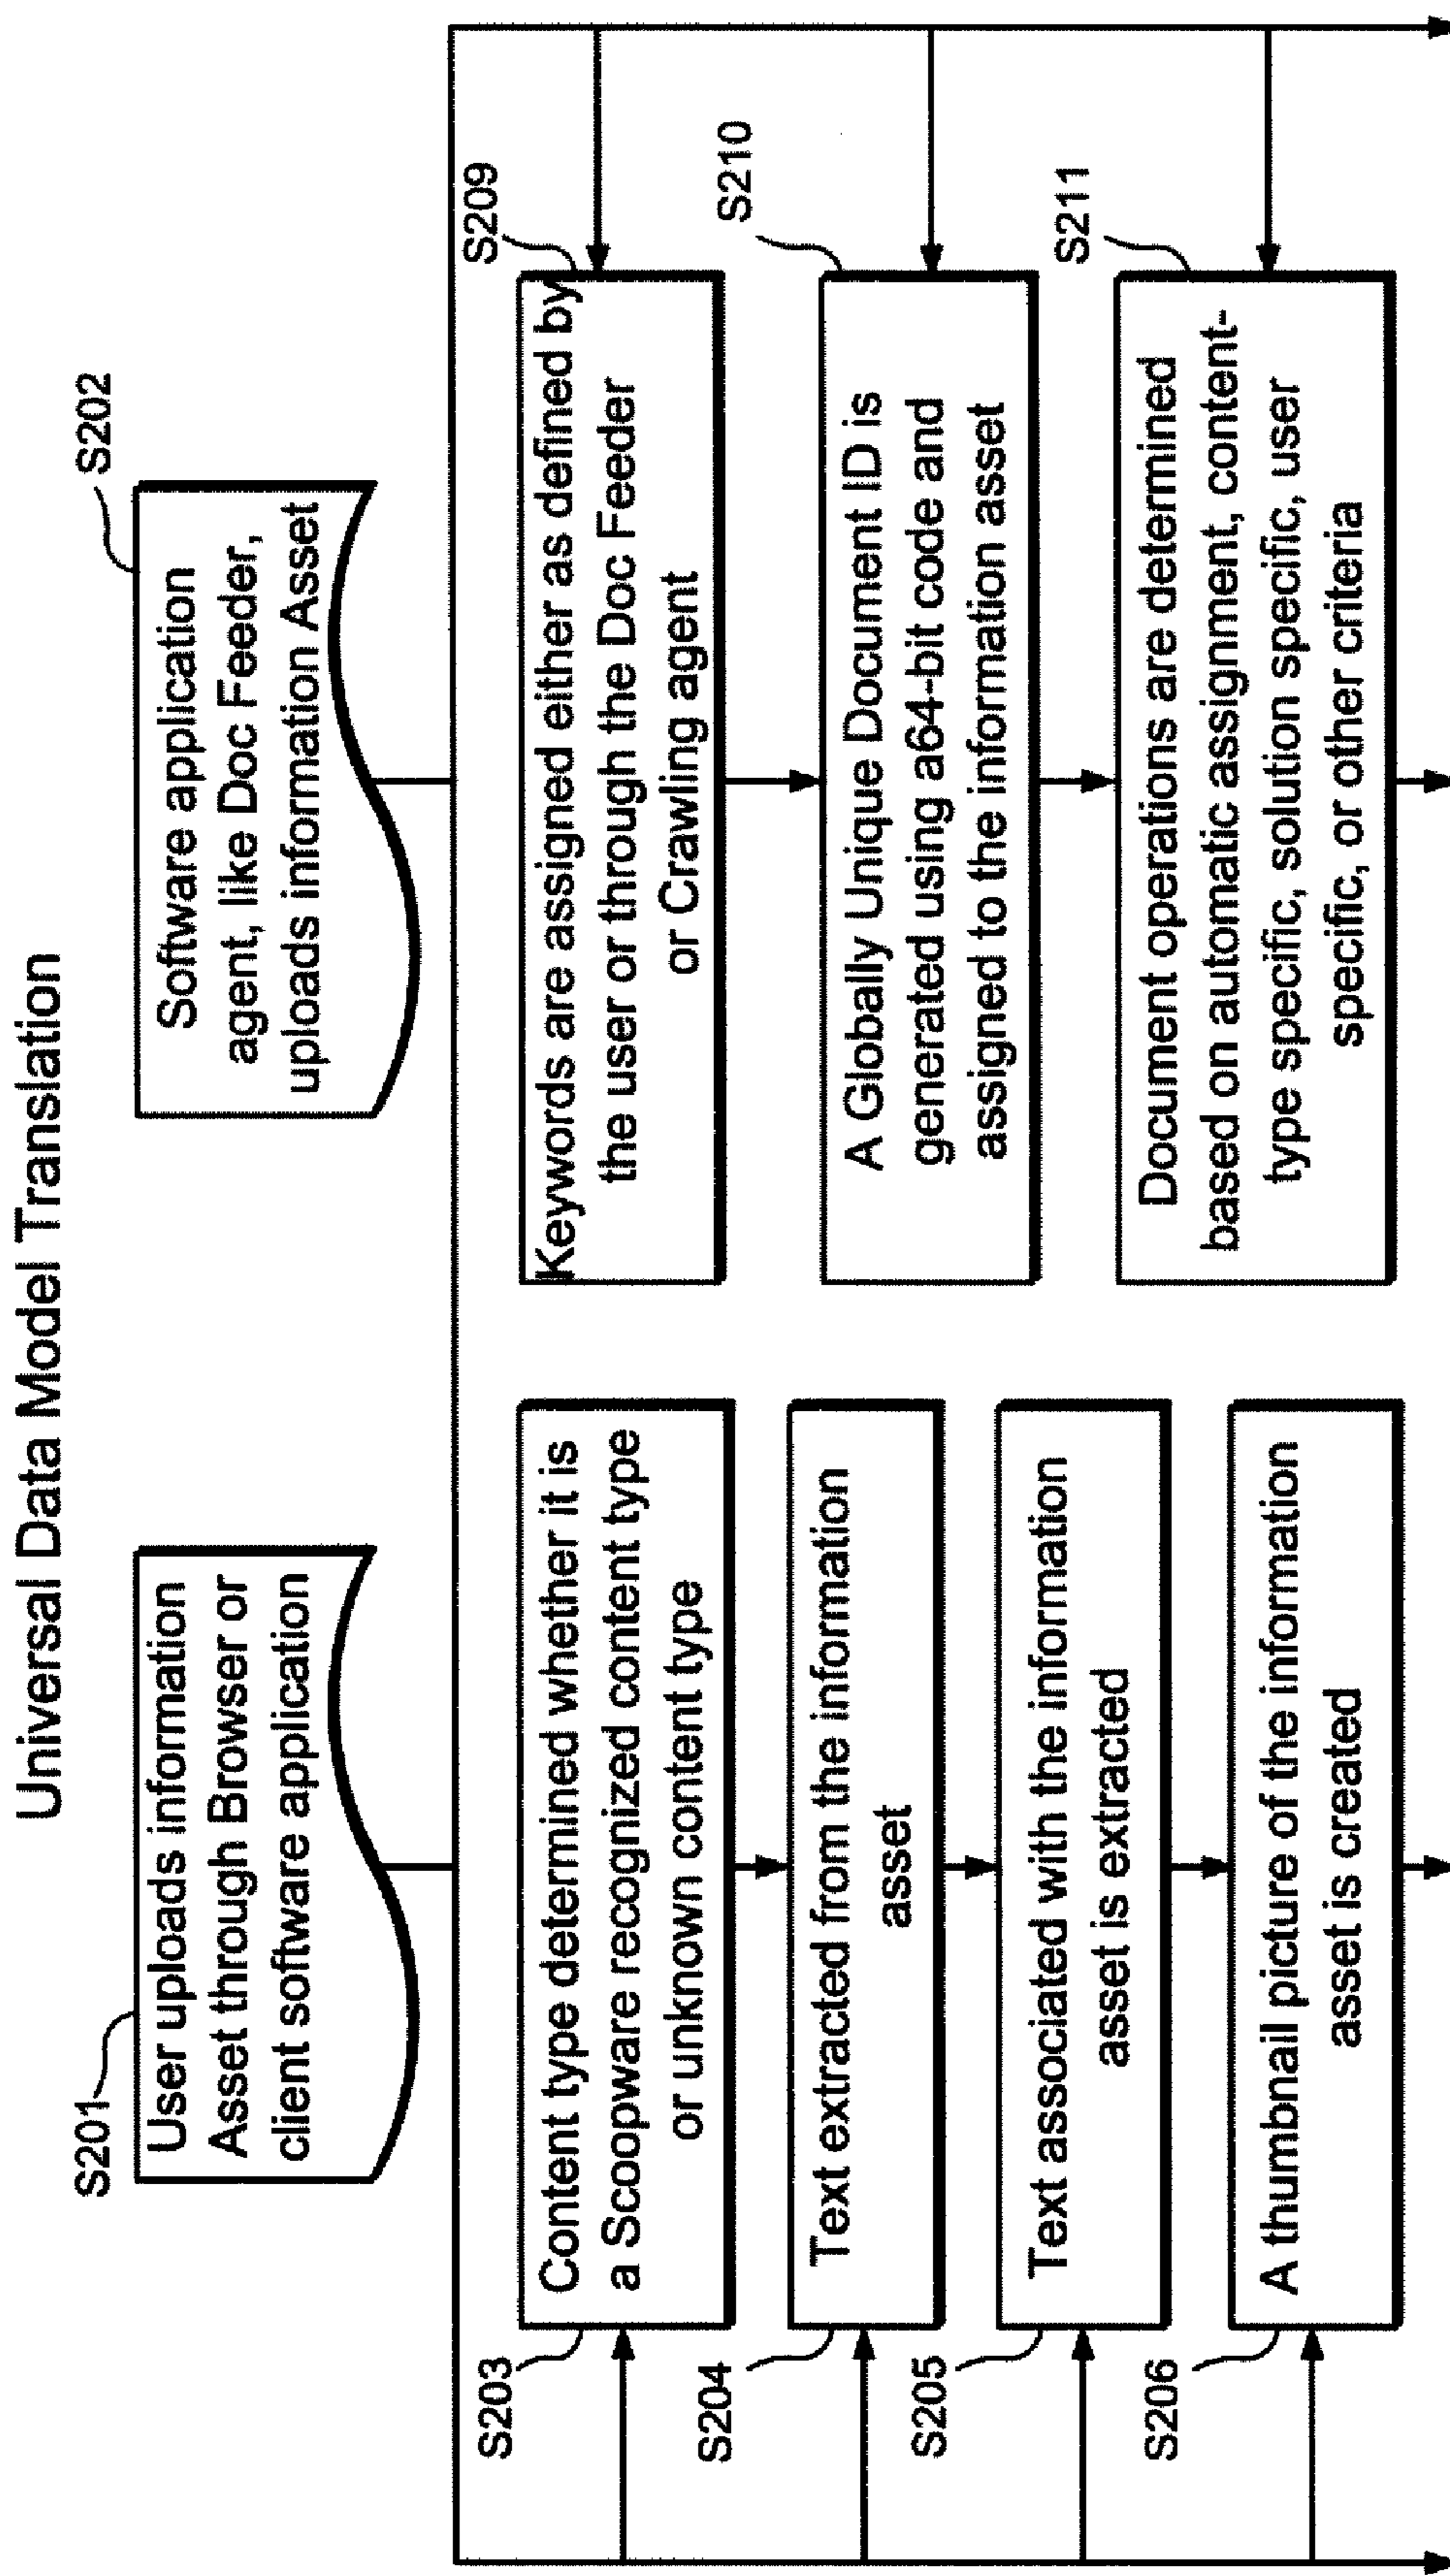 Universal Data Model Translation
S201
User uploads information
Asset through Browser or
client software application
S202
Software application
agent, like Doc Feeder,
uploads information Asset
S203
Content type determined whether it is
a Scoopware recognized content type
or unknown content type
S204
Text extracted from the information
asset
S205
Text associated with the information
asset is extracted
S206
A thumbnail picture of the information
asset is created
S209
Keywords are assigned either as defined by
the user or through the Doc Feeder
or Crawling agent
S210
A Globally Unique Document ID is
generated using a64-bit code and
assigned to the information asset
S211
Document operations are determined
based on automatic assignment, content-
type specific, solution specific, user
specific, or other criteria